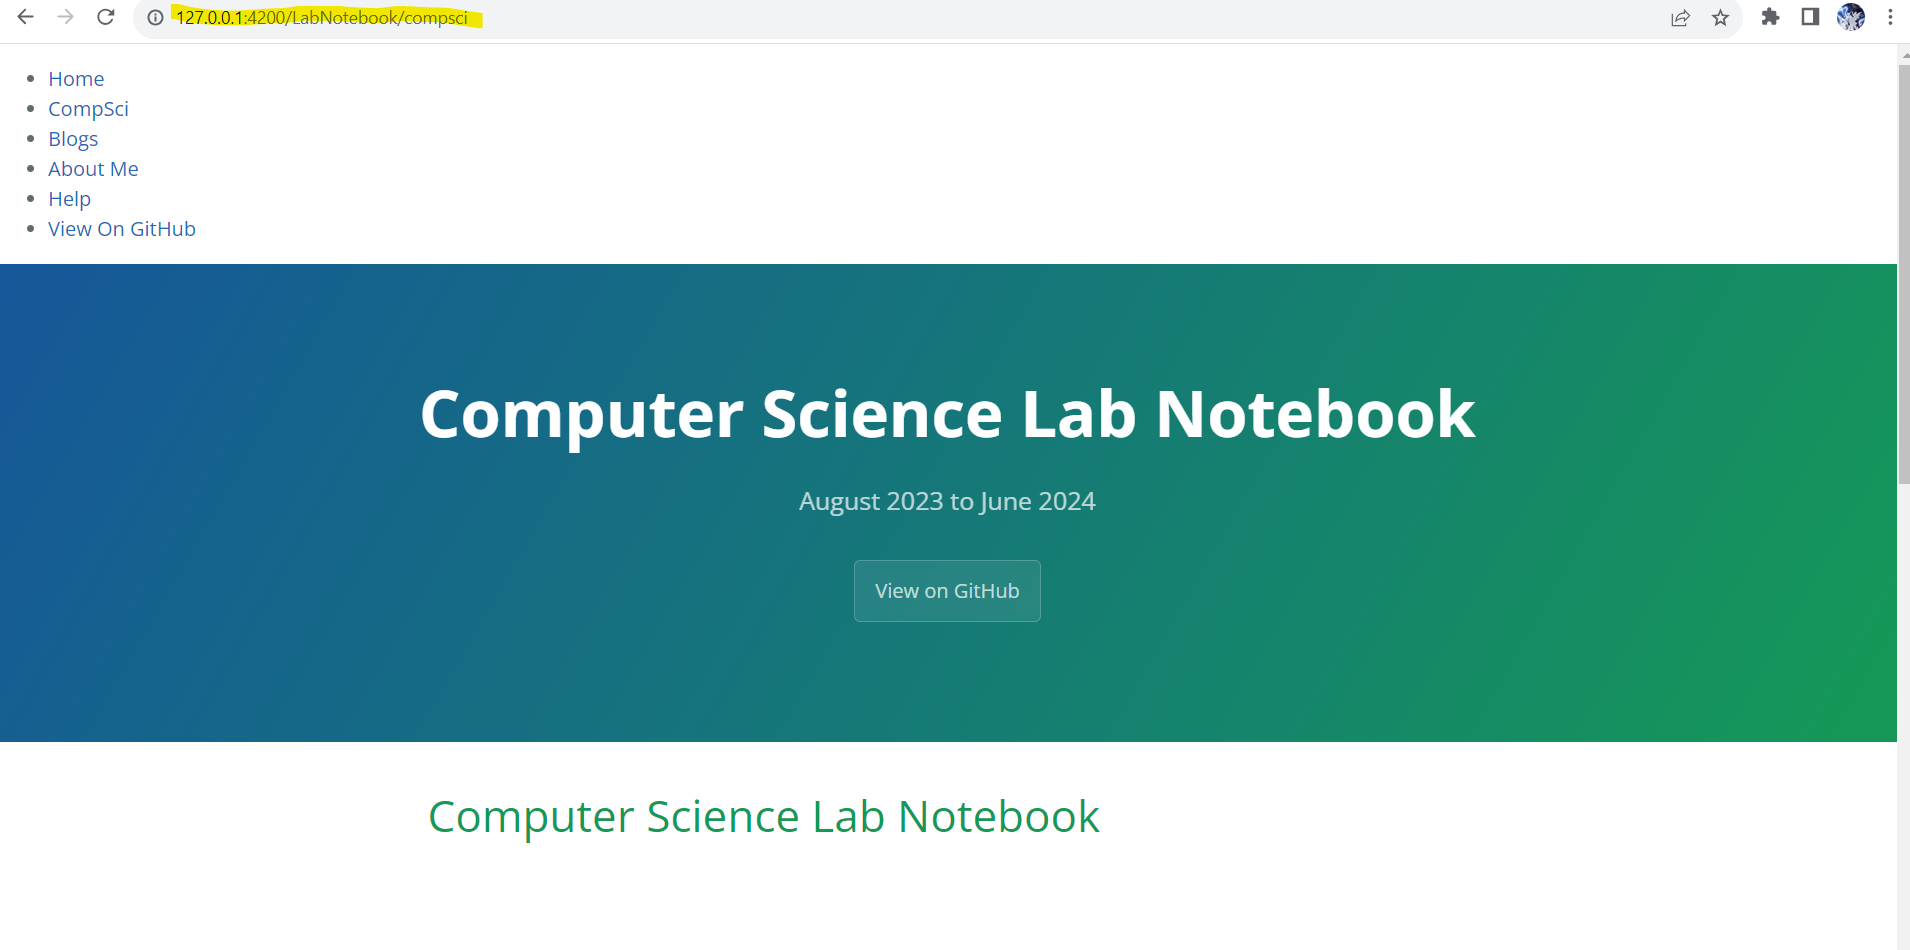 127.0.0.1:4200/LabNotebook/compsci
Home
CompSci
Blogs
About Me
Help
View On GitHub
Computer Science Lab Notebook
August 2023 to June 2024
View on GitHub
Computer Science Lab Notebook